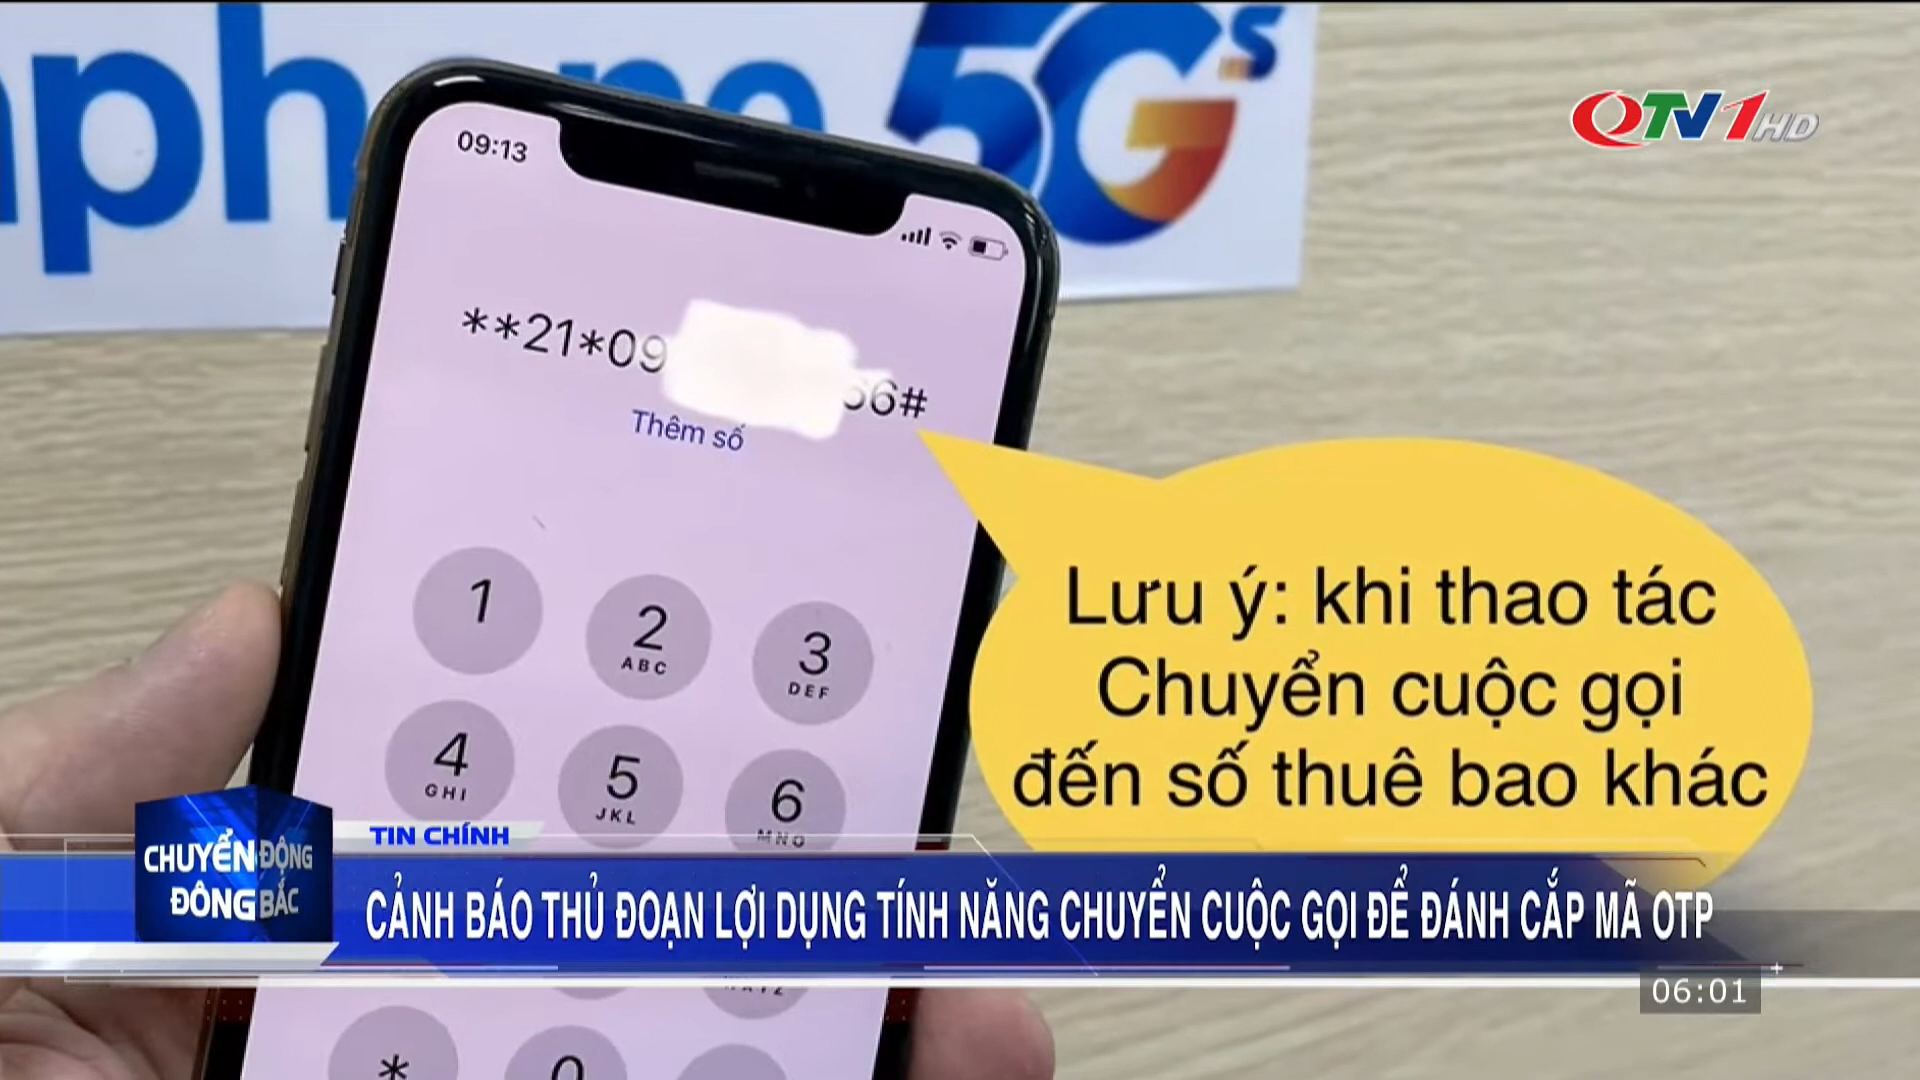 phone 5Gs
QTV1HD
09:13
**21*09
66#
Thêm số
1
2
ABC
3
DEF
4
GHI
5
JKL
6
MNO
*
0
Lưu ý: khi thao tác
Chuyển cuộc gọi
đến số thuê bao khác
TIN CHÍNH
CHUYỂN ĐỘNG
ĐÔNG BẮC
CẢNH BÁO THỦ ĐOẠN LỢI DỤNG TÍNH NĂNG CHUYỂN CUỘC GỌI ĐỂ ĐÁNH CẮP MÃ OTP
06:01